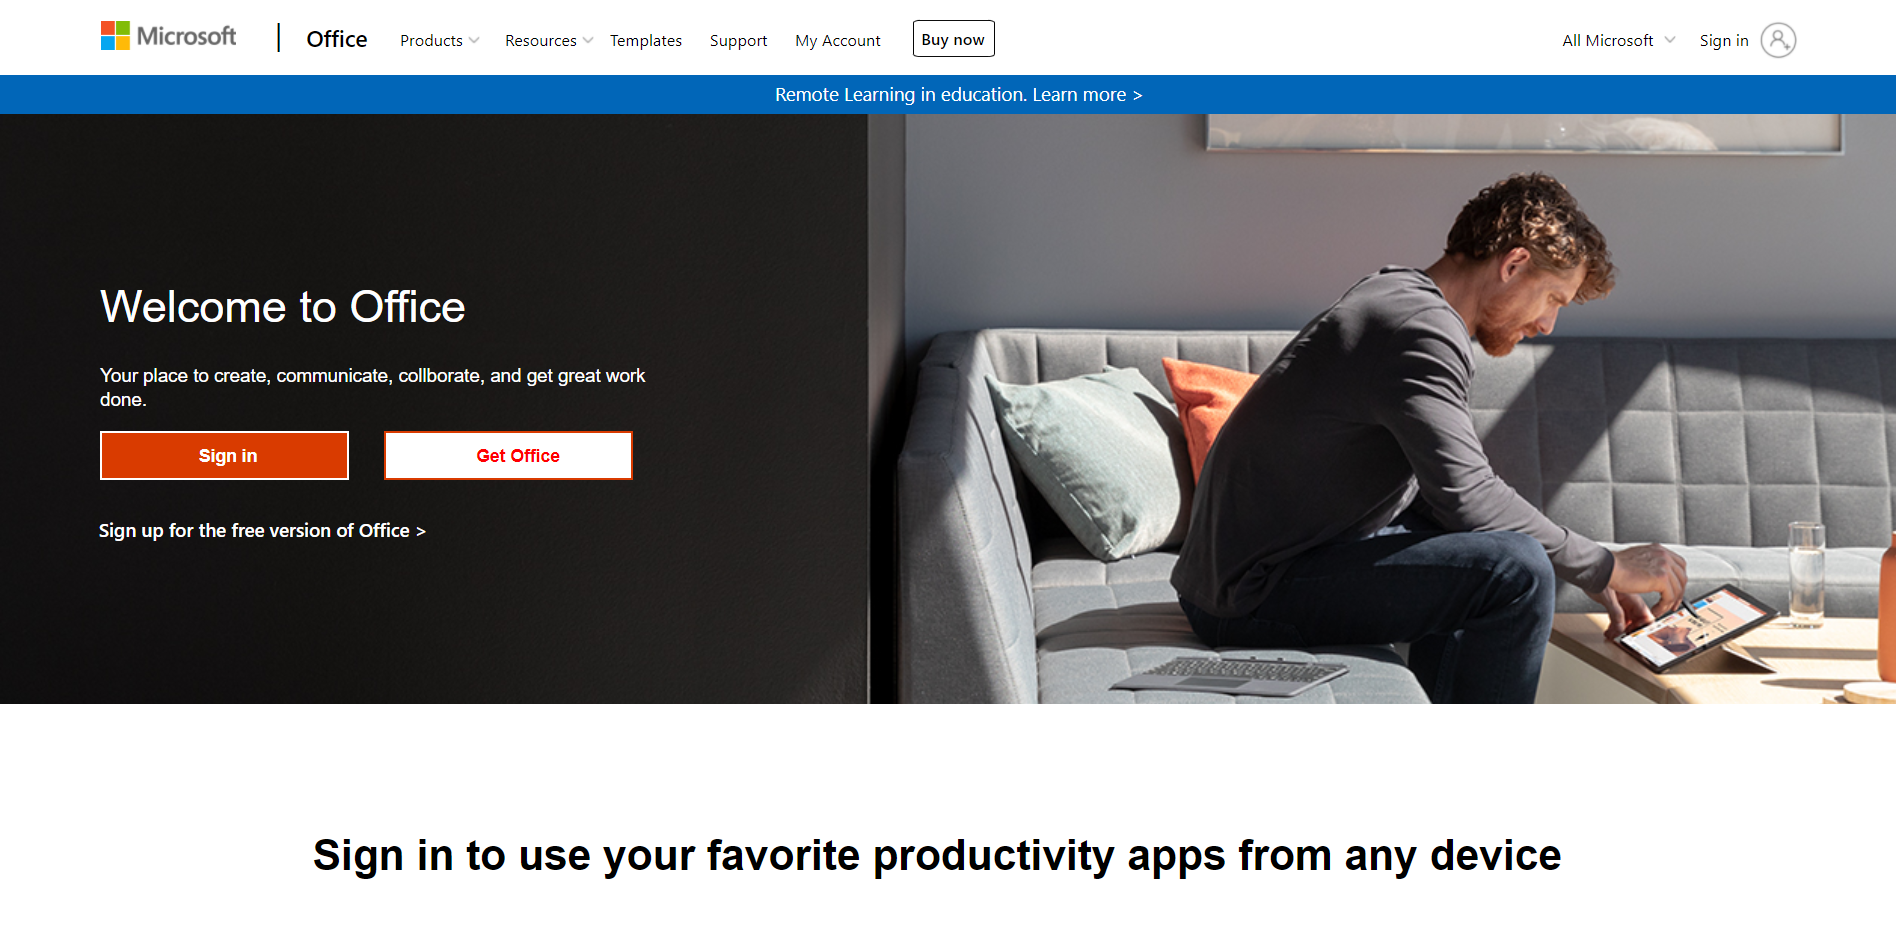 Microsoft Office Products Resources Templates Support My Account Buy now All Microsoft Sign in
Remote Learning in education. Learn more >
Welcome to Office
Your place to create, communicate, collborate, and get great work
done.
Sign in Get Office
Sign up for the free version of Office >
Sign in to use your favorite productivity apps from any device